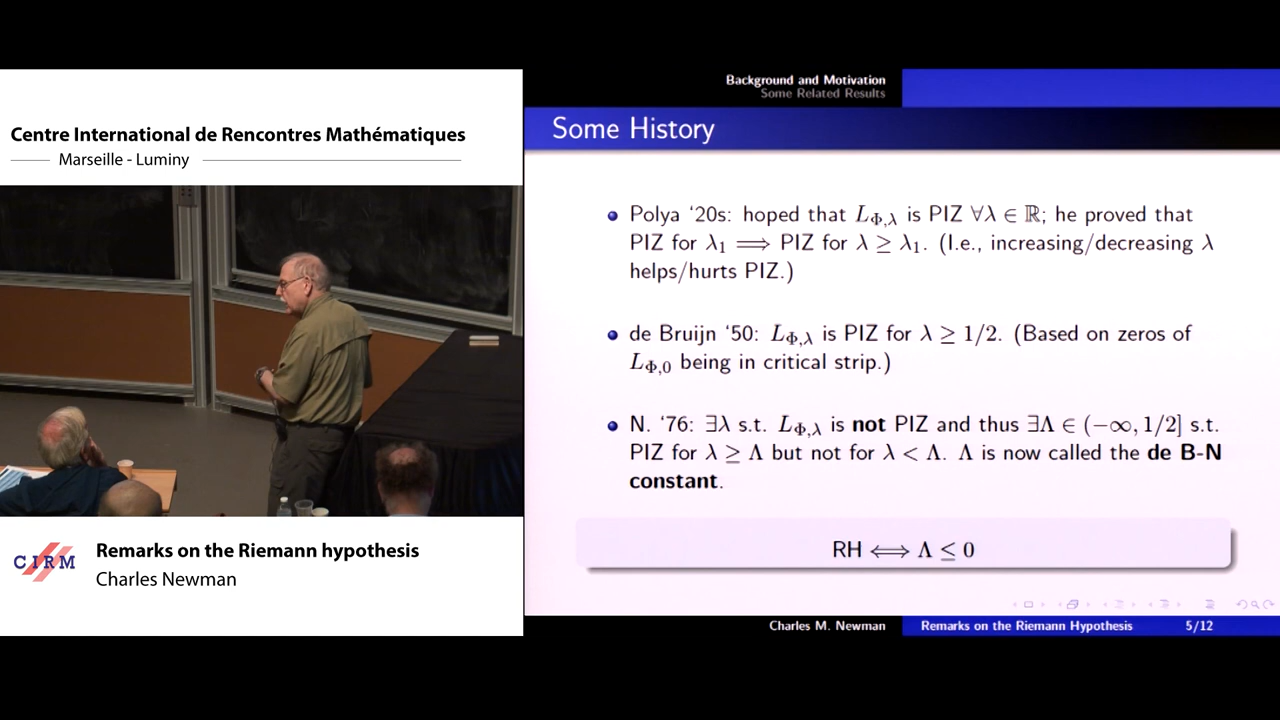 Centre International de Rencontres Mathématiques
Marseille - Luminy
CIRM
Remarks on the Riemann hypothesis
Charles Newman
Background and Motivation
Some Related Results
Some History
Polya ‘20s: hoped that L_{Φ,λ} is PIZ ∀λ ∈ ℝ; he proved that
PIZ for λ₁ ⟹ PIZ for λ ≥ λ₁. (I.e., increasing/decreasing λ
helps/hurts PIZ.)
de Bruijn ‘50: L_{Φ,λ} is PIZ for λ ≥ 1/2. (Based on zeros of
L_{Φ,0} being in critical strip.)
N. ‘76: ∃λ s.t. L_{Φ,λ} is not PIZ and thus ∃Λ ∈ (−∞, 1/2] s.t.
PIZ for λ ≥ Λ but not for λ < Λ. Λ is now called the de B-N
constant.
RH ⟺ Λ ≤ 0
Charles M. Newman
Remarks on the Riemann Hypothesis
5/12